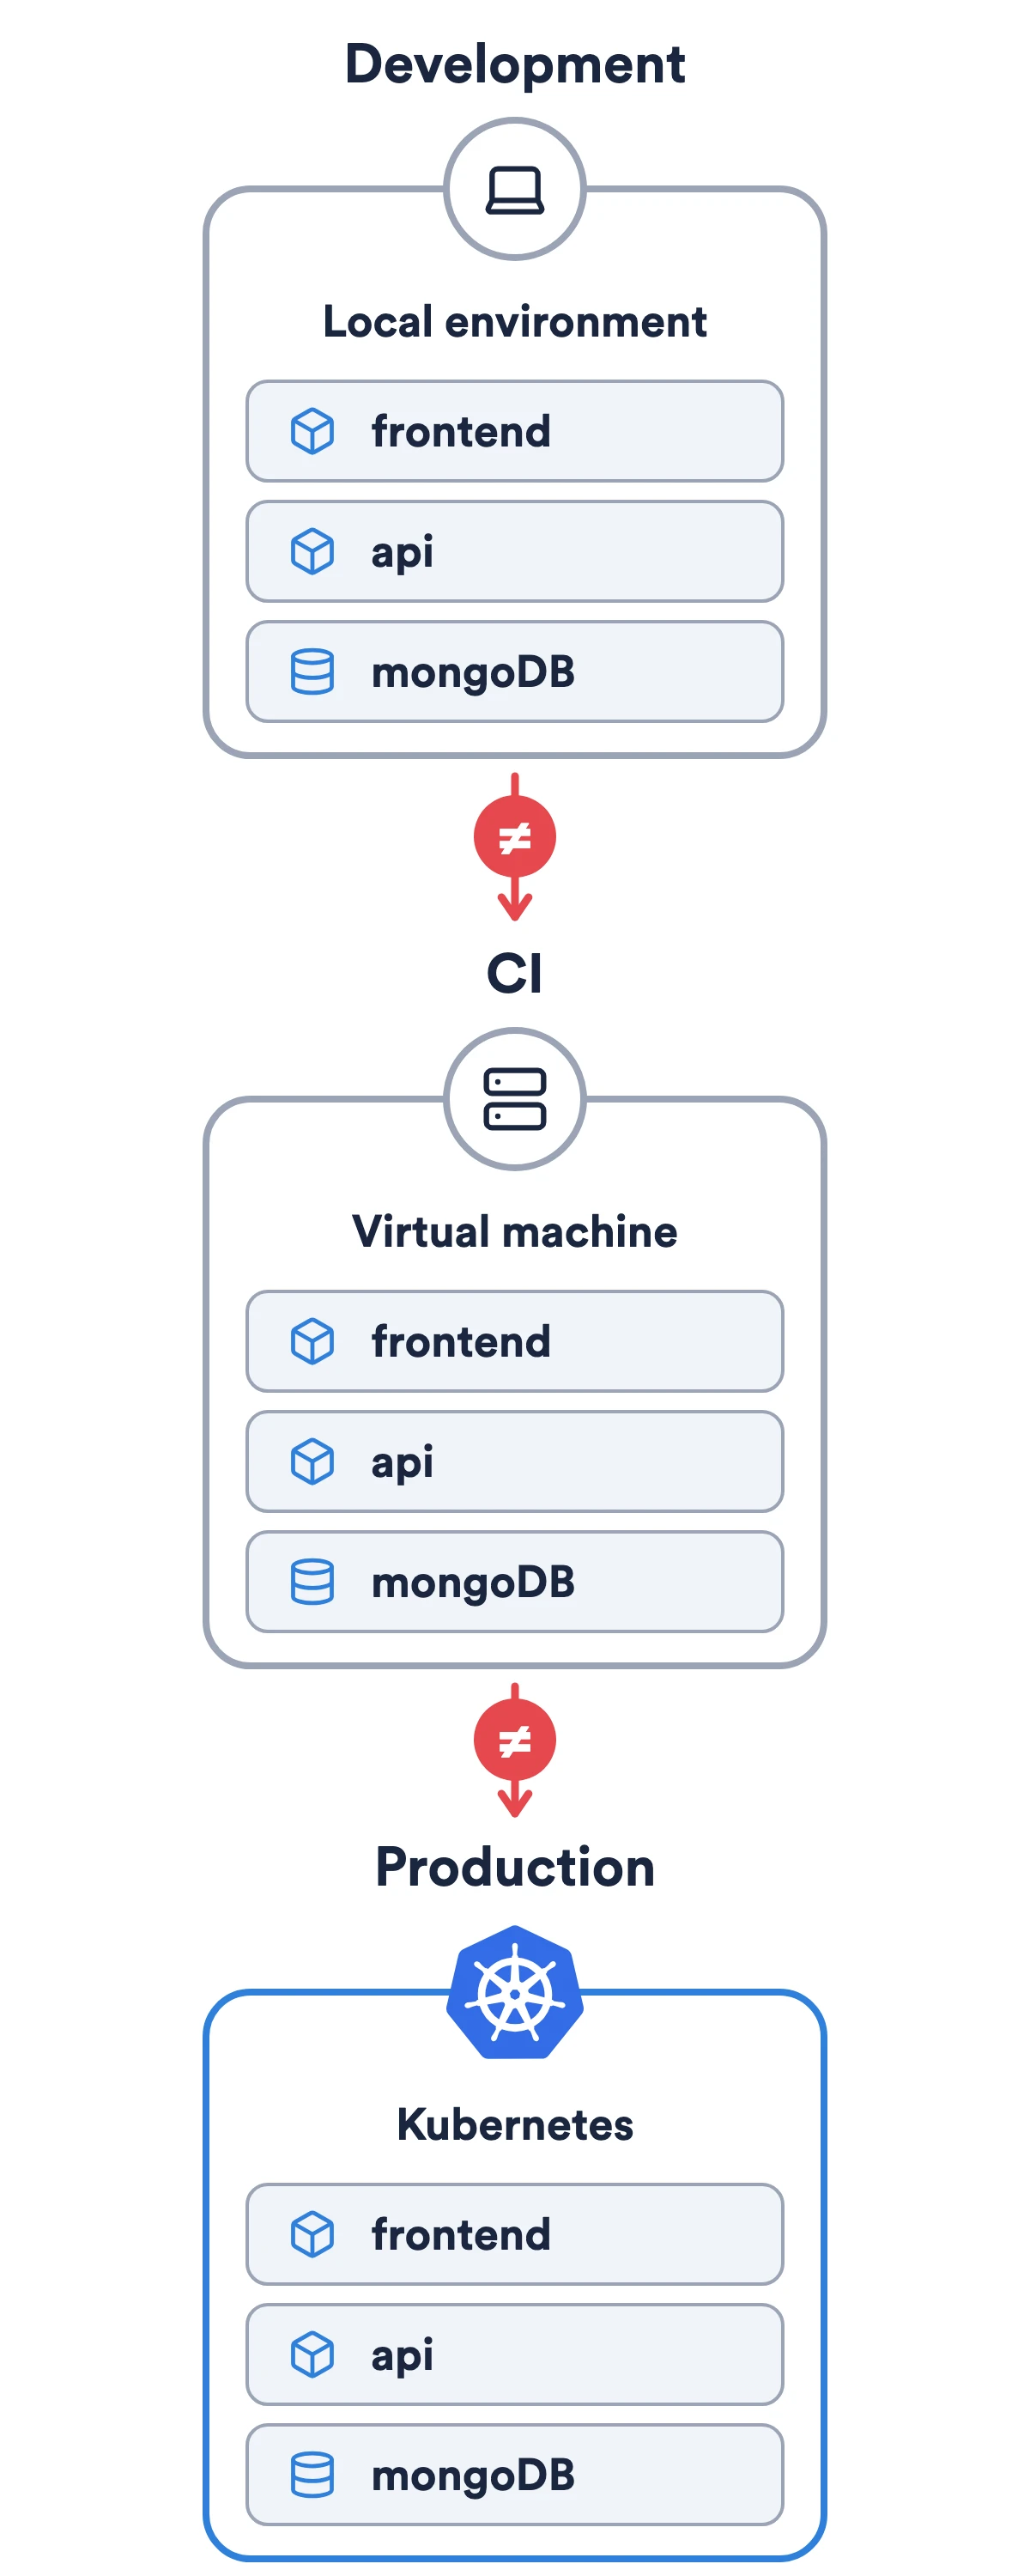 Development
Local environment
frontend
api
mongoDB
≠
CI
Virtual machine
frontend
api
mongoDB
≠
Production
Kubernetes
frontend
api
mongoDB